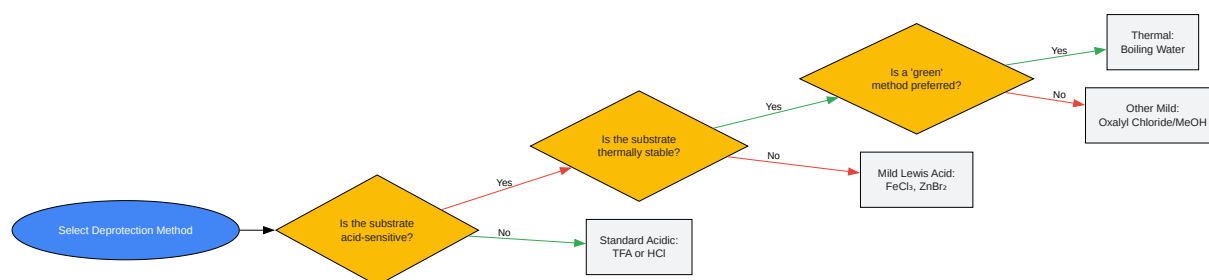 Select Deprotection Method
Is the substrate
acid-sensitive?
Yes
No
Standard Acidic:
TFA or HCl
Is the substrate
thermally stable?
Yes
No
Mild Lewis Acid:
FeCl₃, ZnBr₂
Is a 'green'
method preferred?
Yes
No
Thermal:
Boiling Water
Other Mild:
Oxalyl Chloride/MeOH